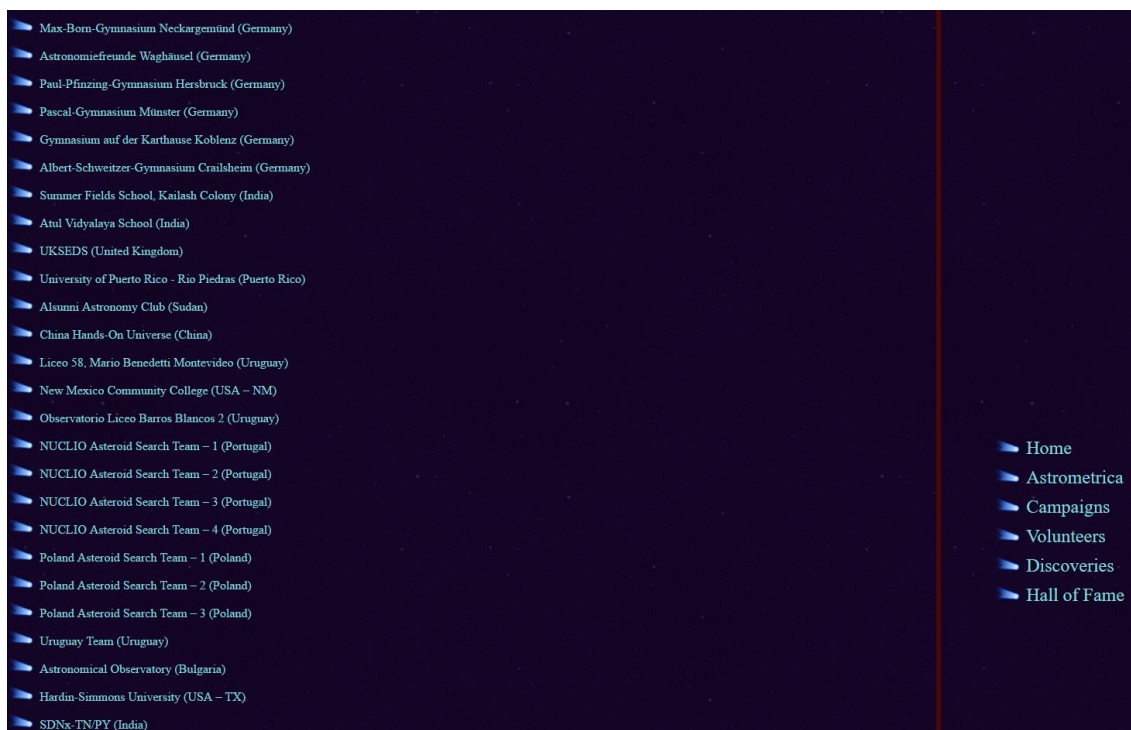 Max-Born-Gymnasium Neckargemünd (Germany)
Astronomiefreunde Waghäusel (Germany)
Paul-Pfinzing-Gymnasium Hersbruck (Germany)
Pascal-Gymnasium Münster (Germany)
Gymnasium auf der Karthause Koblenz (Germany)
Albert-Schweitzer-Gymnasium Crailsheim (Germany)
Summer Fields School, Kailash Colony (India)
Atul Vidyalaya School (India)
UKSEDS (United Kingdom)
University of Puerto Rico - Rio Piedras (Puerto Rico)
Alsunni Astronomy Club (Sudan)
China Hands-On Universe (China)
Liceo 58, Mario Benedetti Montevideo (Uruguay)
New Mexico Community College (USA – NM)
Observatorio Liceo Barros Blancos 2 (Uruguay)
NUCLIO Asteroid Search Team – 1 (Portugal)
NUCLIO Asteroid Search Team – 2 (Portugal)
NUCLIO Asteroid Search Team – 3 (Portugal)
NUCLIO Asteroid Search Team – 4 (Portugal)
Poland Asteroid Search Team – 1 (Poland)
Poland Asteroid Search Team – 2 (Poland)
Poland Asteroid Search Team – 3 (Poland)
Uruguay Team (Uruguay)
Astronomical Observatory (Bulgaria)
Hardin-Simmons University (USA – TX)
SDNx-TN/PY (India)
Home
Astrometrica
Campaigns
Volunteers
Discoveries
Hall of Fame